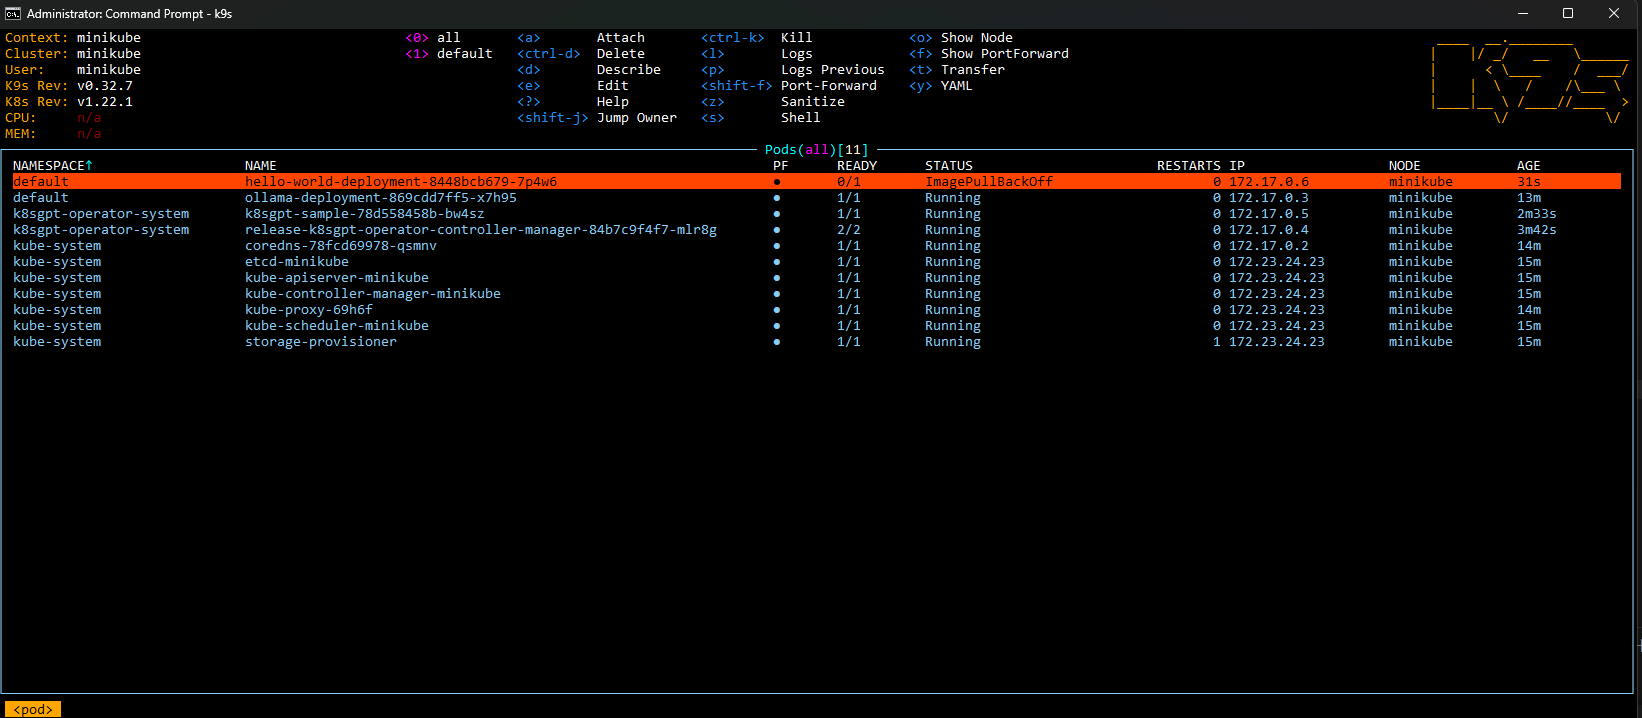 Administrator: Command Prompt - k9s
Context: minikube <0> all <a> Attach <ctrl-k> Kill <o> Show Node
Cluster: minikube <1> default <ctrl-d> Delete <l> Logs <f> Show PortForward
User: minikube <d> Describe <p> Logs Previous <t> Transfer
K9s Rev: v0.32.7 <e> Edit <shift-f> Port-Forward <y> YAML
K8s Rev: v1.22.1 <?> Help <z> Sanitize
CPU: n/a <shift-j> Jump Owner <s> Shell
MEM: n/a
Pods(all)[11]
NAMESPACE↑ NAME PF READY STATUS RESTARTS IP NODE AGE
default hello-world-deployment-8448bcb679-7p4w6 ● 0/1 ImagePullBackOff 0 172.17.0.6 minikube 31s
default ollama-deployment-869cdd7ff5-x7h95 ● 1/1 Running 0 172.17.0.3 minikube 13m
k8sgpt-operator-system k8sgpt-sample-78d558458b-bw4sz ● 1/1 Running 0 172.17.0.5 minikube 2m33s
k8sgpt-operator-system release-k8sgpt-operator-controller-manager-84b7c9f4f7-mlr8g ● 2/2 Running 0 172.17.0.4 minikube 3m42s
kube-system coredns-78fcd69978-qsmnv ● 1/1 Running 0 172.17.0.2 minikube 14m
kube-system etcd-minikube ● 1/1 Running 0 172.23.24.23 minikube 15m
kube-system kube-apiserver-minikube ● 1/1 Running 0 172.23.24.23 minikube 15m
kube-system kube-controller-manager-minikube ● 1/1 Running 0 172.23.24.23 minikube 15m
kube-system kube-proxy-69h6f ● 1/1 Running 0 172.23.24.23 minikube 14m
kube-system kube-scheduler-minikube ● 1/1 Running 0 172.23.24.23 minikube 15m
kube-system storage-provisioner ● 1/1 Running 1 172.23.24.23 minikube 15m
<pod>